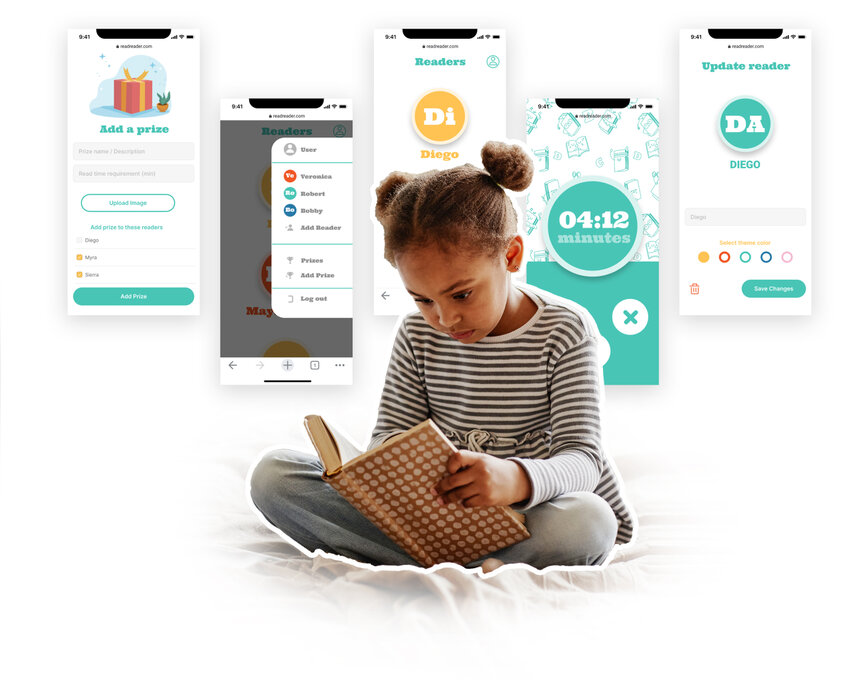 9:41
readreader.com
Add a prize
Prize name / Description
Read time requirement (min)
Upload Image
Add prize to these readers
Diego
Myra
Sierra
Add Prize
9:41
readreader.com
Readers
User
Ve Veronica
Ro Robert
Bo Bobby
Add Reader
Prizes
Add Prize
Log out
May
1
9:41
readreader.com
Readers
Di
Diego
9:41
readreader.com
04:12
minutes
9:41
readreader.com
Update reader
DA
DIEGO
Diego
Select theme color
Save Changes